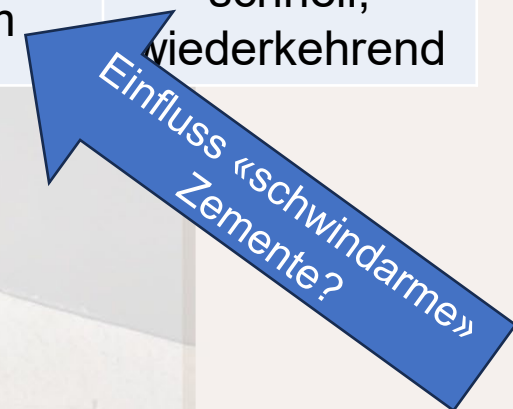 schnell,
wiederkehrend
Einfluss «schwindarme»
Zemente?